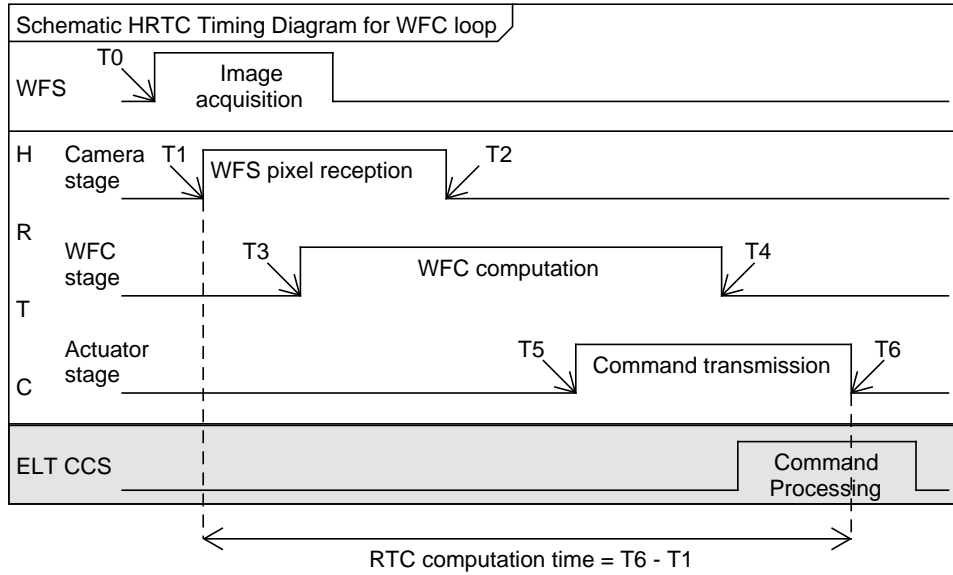 Schematic HRTC Timing Diagram for WFC loop
T0
WFS
Image
acquisition
H
Camera
stage
T1
WFS pixel reception
T2
R
WFC
stage
T3
WFC computation
T4
T
Actuator
stage
T5
Command transmission
T6
C
ELT CCS
Command
Processing
RTC computation time = T6 - T1